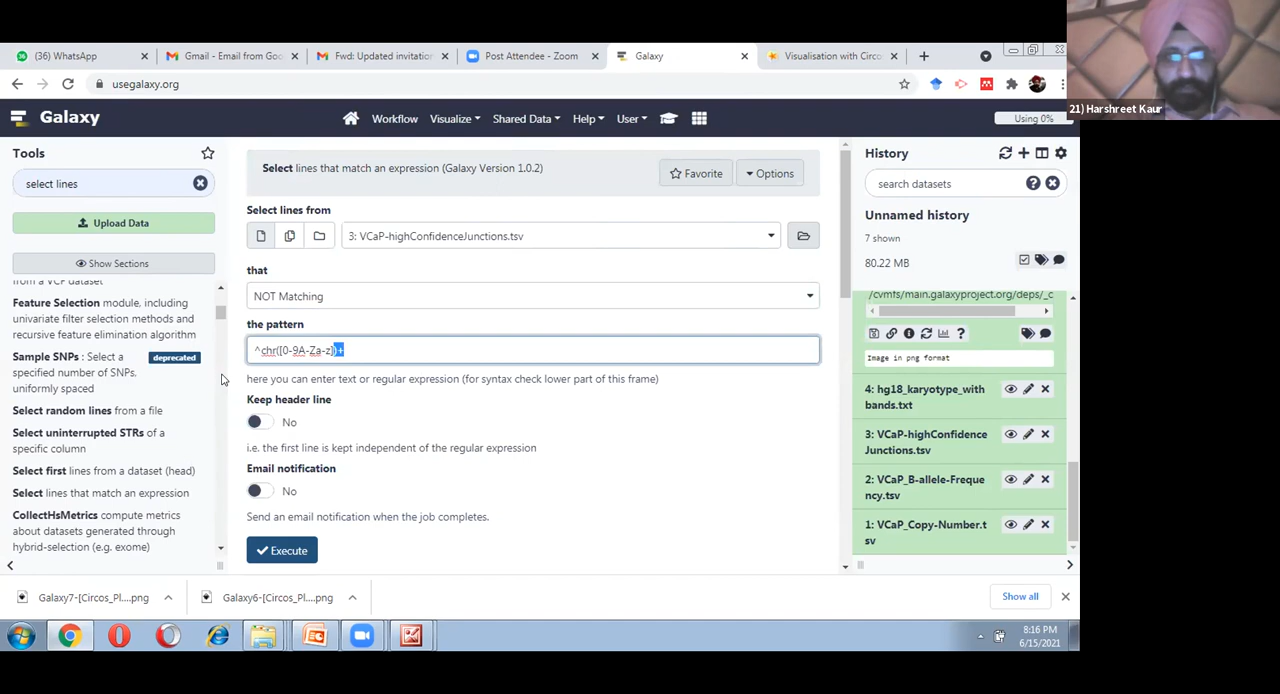 (36) WhatsApp
Gmail - Email from Goo
Fwd: Updated invitation
Post Attendee - Zoom
Galaxy
Visualisation with Circo
usegalaxy.org
21) Harshreet Kaur
Galaxy
Workflow
Visualize
Shared Data
Help
User
Using 0%
Tools
select lines
Upload Data
Show Sections
from a VCF dataset
Feature Selection module, including
univariate filter selection methods and
recursive feature elimination algorithm
Sample SNPs : Select a
deprecated
specified number of SNPs,
uniformly spaced
Select random lines from a file
Select uninterrupted STRs of a
specific column
Select first lines from a dataset (head)
Select lines that match an expression
CollectHsMetrics compute metrics
about datasets generated through
hybrid-selection (e.g. exome)
Select lines that match an expression (Galaxy Version 1.0.2)
Favorite
Options
Select lines from
3: VCaP-highConfidenceJunctions.tsv
that
NOT Matching
the pattern
^chr([0-9A-Za-z])+
here you can enter text or regular expression (for syntax check lower part of this frame)
Keep header line
No
i.e. the first line is kept independent of the regular expression
Email notification
No
Send an email notification when the job completes.
Execute
History
search datasets
Unnamed history
7 shown
80.22 MB
/cvmfs/main.galaxyproject.org/deps/_c
Image in png format
4: hg18_karyotype_with
bands.txt
3: VCaP-highConfidence
Junctions.tsv
2: VCaP_B-allele-Freque
ncy.tsv
1: VCaP_Copy-Number.t
sv
Galaxy7-[Circos_Pl....png
Galaxy6-[Circos_Pl....png
Show all
8:16 PM
6/15/2021